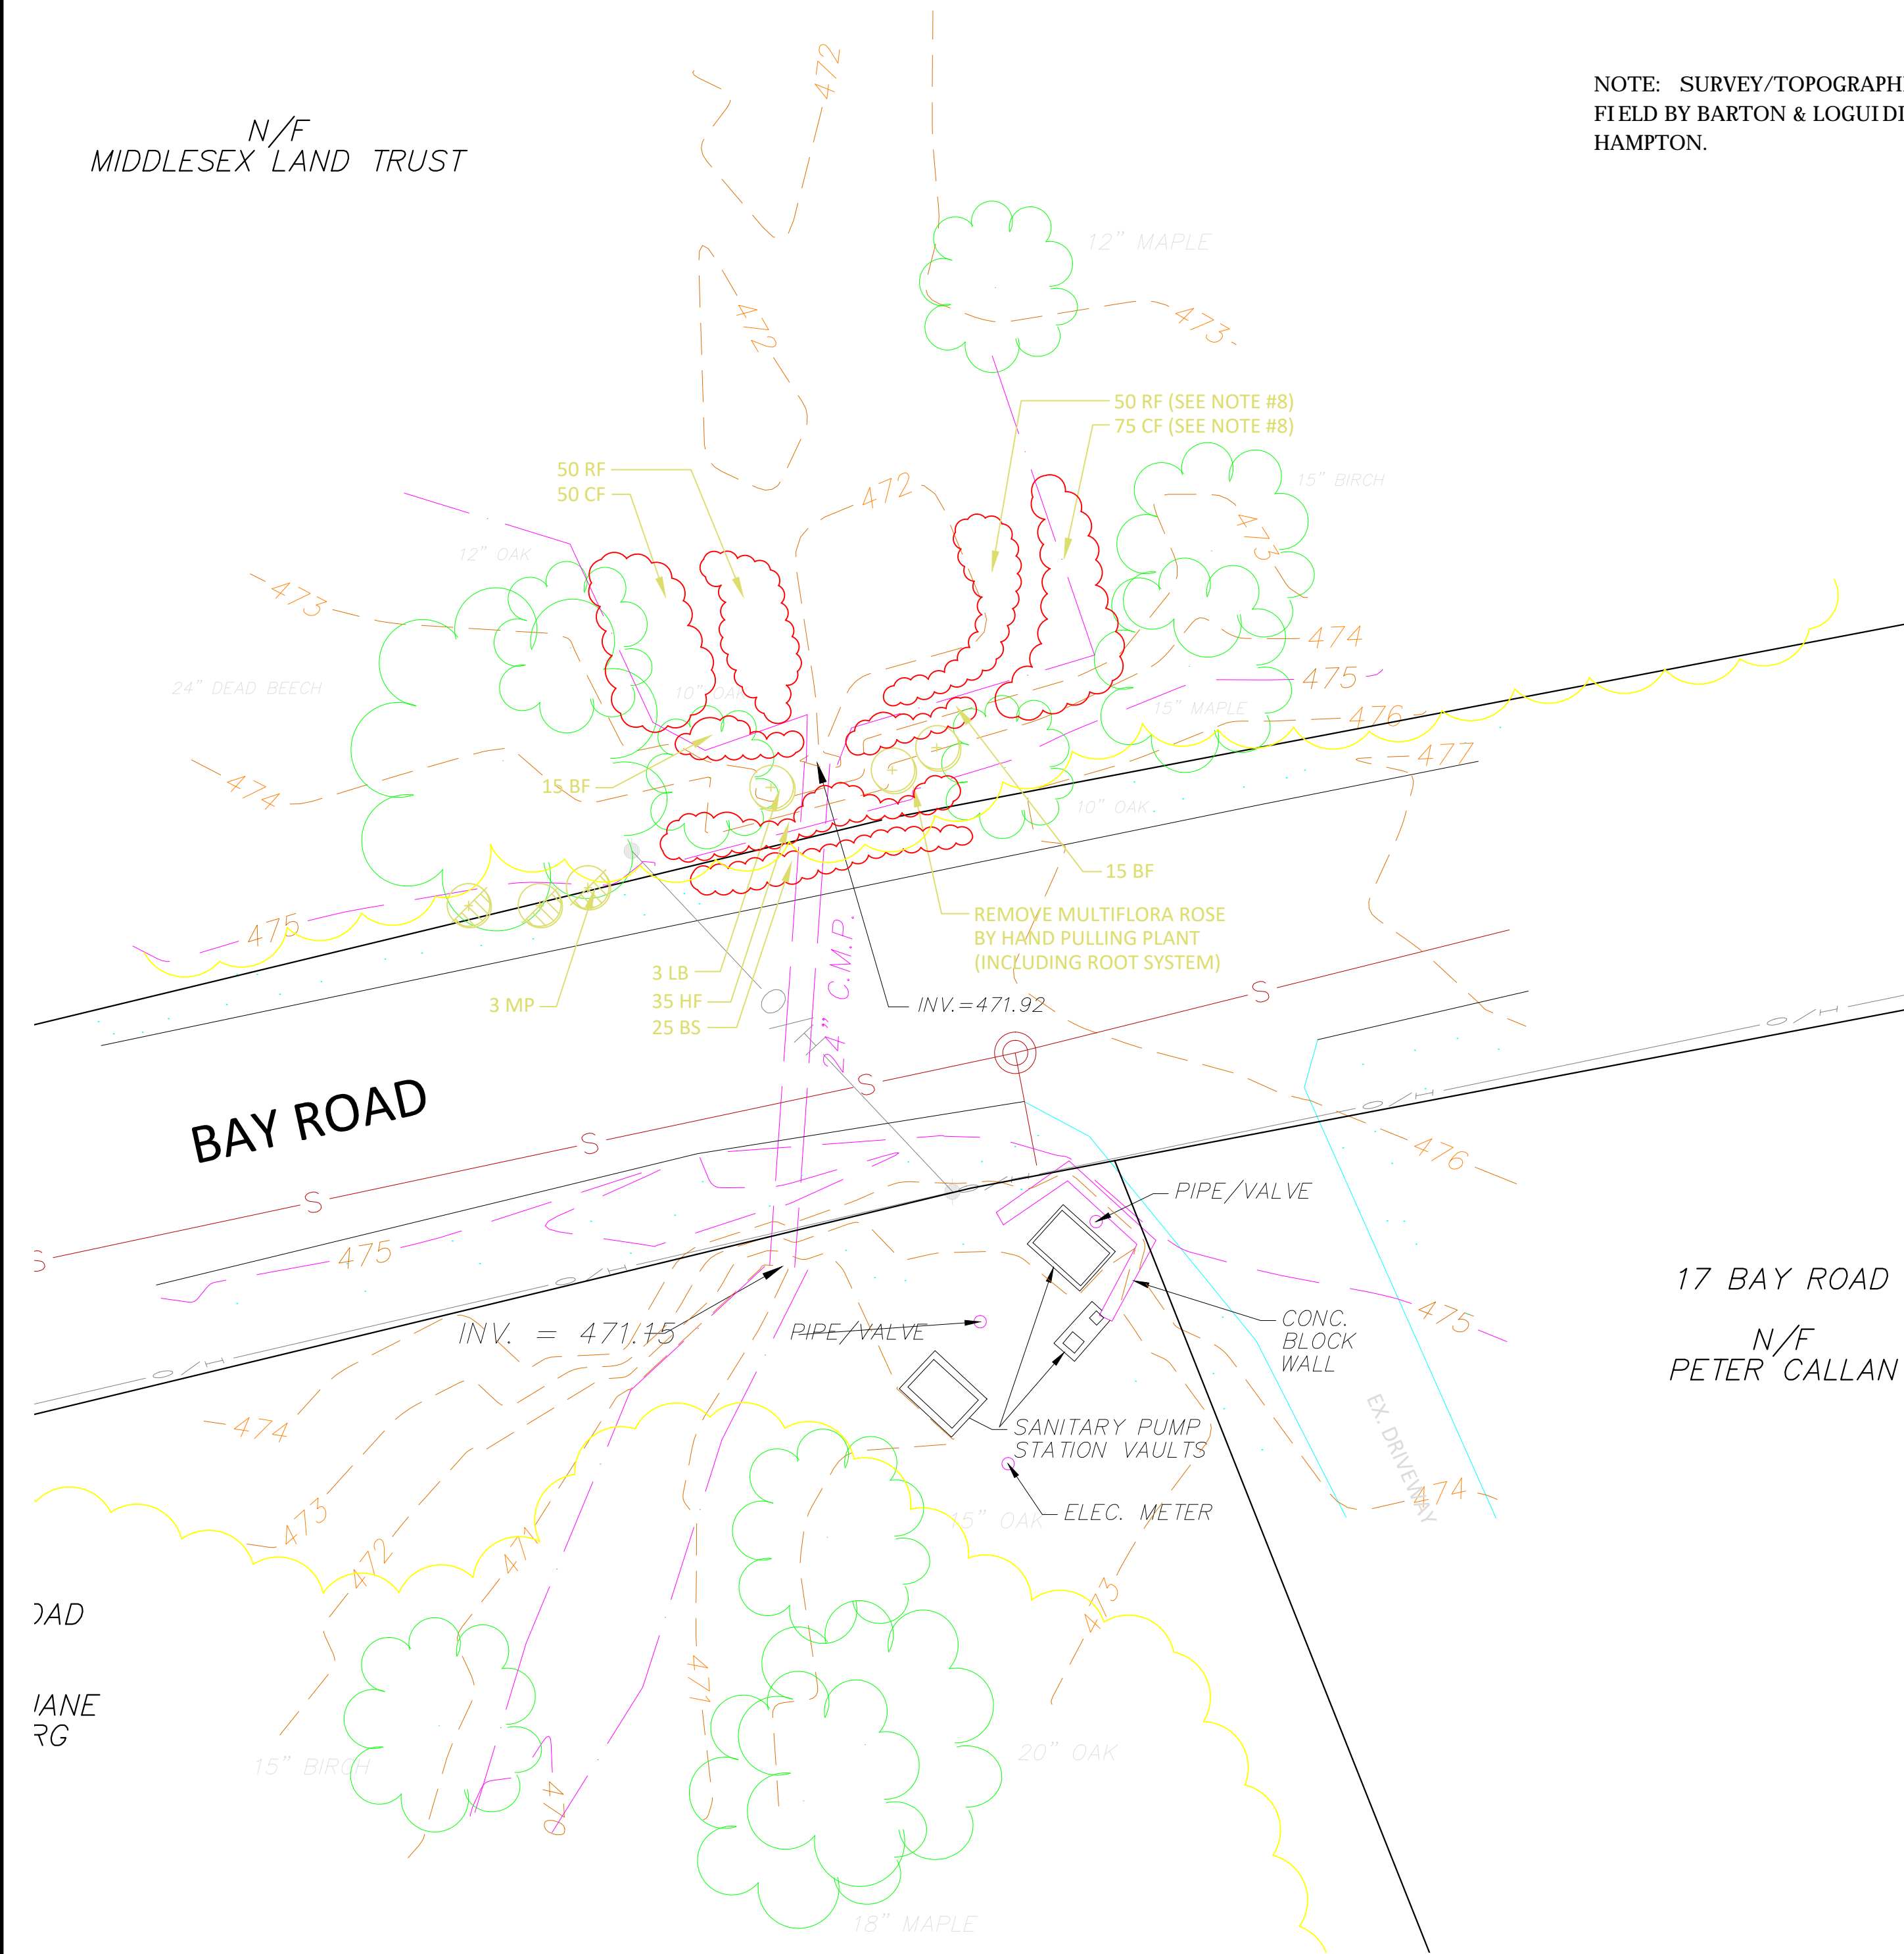 NOTE: SURVEY/TOPOGRAPH
FIELD BY BARTON & LOGUIDI
HAMPTON.
N/F
MIDDLESEX LAND TRUST
472
12" MAPLE
472
473
50 RF (SEE NOTE #8)
75 CF (SEE NOTE #8)
50 RF
50 CF
472
15" BIRCH
473
12" OAK
473
474
475
24" DEAD BEECH
10" OAK
15" MAPLE
476
477
474
15 BF
10" OAK
15 BF
REMOVE MULTIFLORA ROSE
BY HAND PULLING PLANT
(INCLUDING ROOT SYSTEM)
475
3 LB
35 HF
25 BS
3 MP
24" C.M.P.
INV.=471.92
S
O/H
O/H
O/H
S
BAY ROAD
S
S
S
476
O/H
PIPE/VALVE
475
O/H
17 BAY ROAD
N/F
PETER CALLAN
475
CONC.
BLOCK
WALL
INV. = 471.15
PIPE/VALVE
O/H
474
SANITARY PUMP
STATION VAULTS
EX. DRIVEWAY
474
ELEC. METER
15" OAK
473
472
471
473
OAD
471
IANE
RG
15" BIRCH
20" OAK
470
18" MAPLE